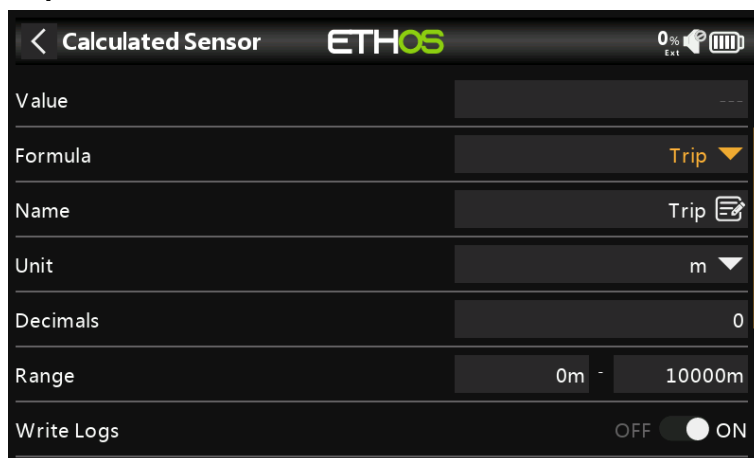 Calculated Sensor ETHOS 0% Ext
Value ---
Formula Trip
Name Trip
Unit m
Decimals 0
Range 0m - 10000m
Write Logs OFF ON